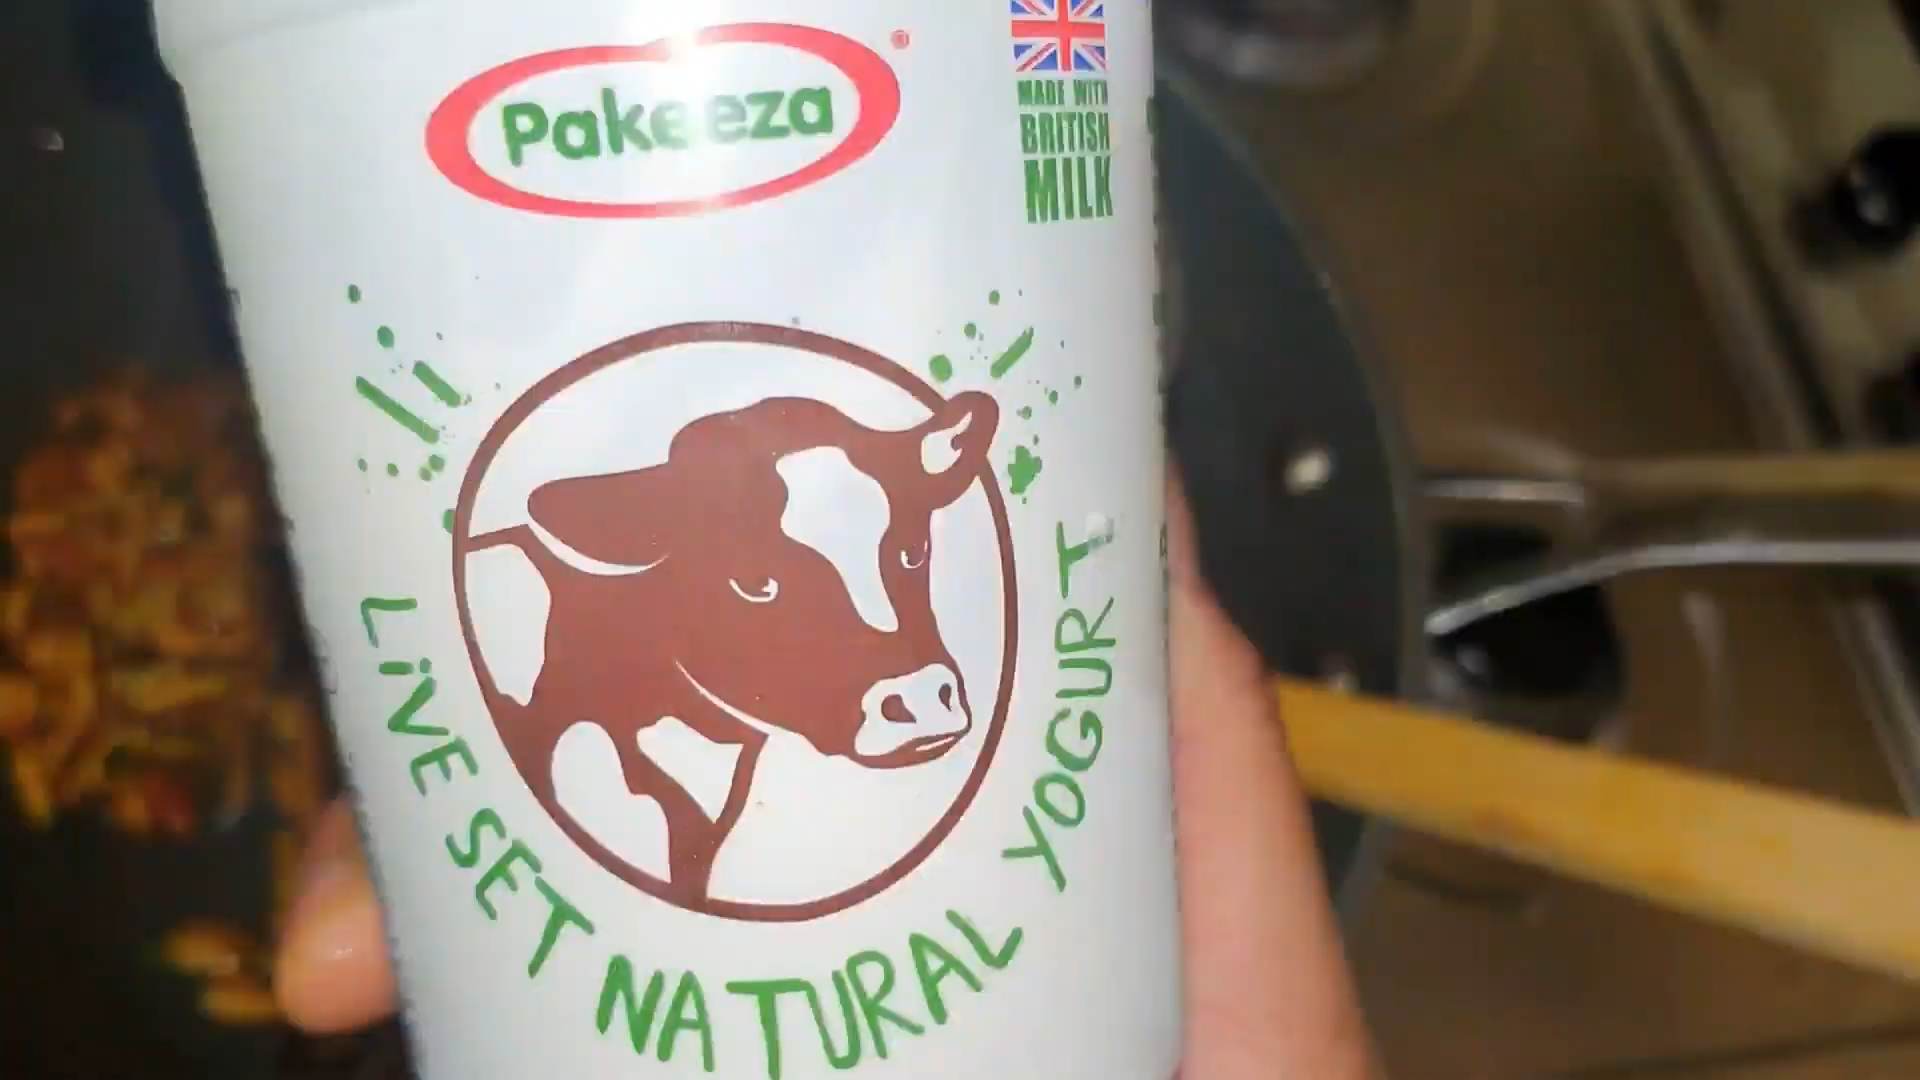 Pakeeza
®
MADE WITH
BRITISH
MILK
LiVE SET NATURAL YOGURT